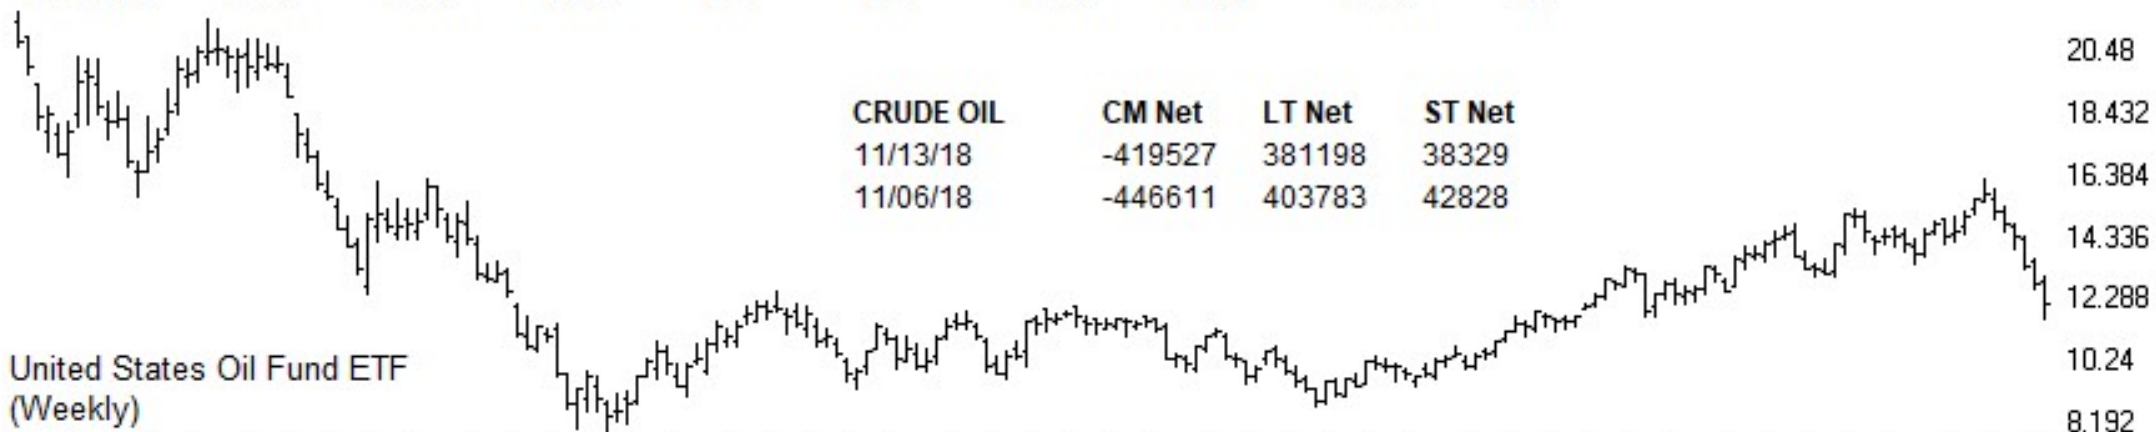 CRUDE OIL CM Net LT Net ST Net
11/13/18 -419527 381198 38329
11/06/18 -446611 403783 42828
United States Oil Fund ETF
(Weekly)
20.48
18.432
16.384
14.336
12.288
10.24
8.192